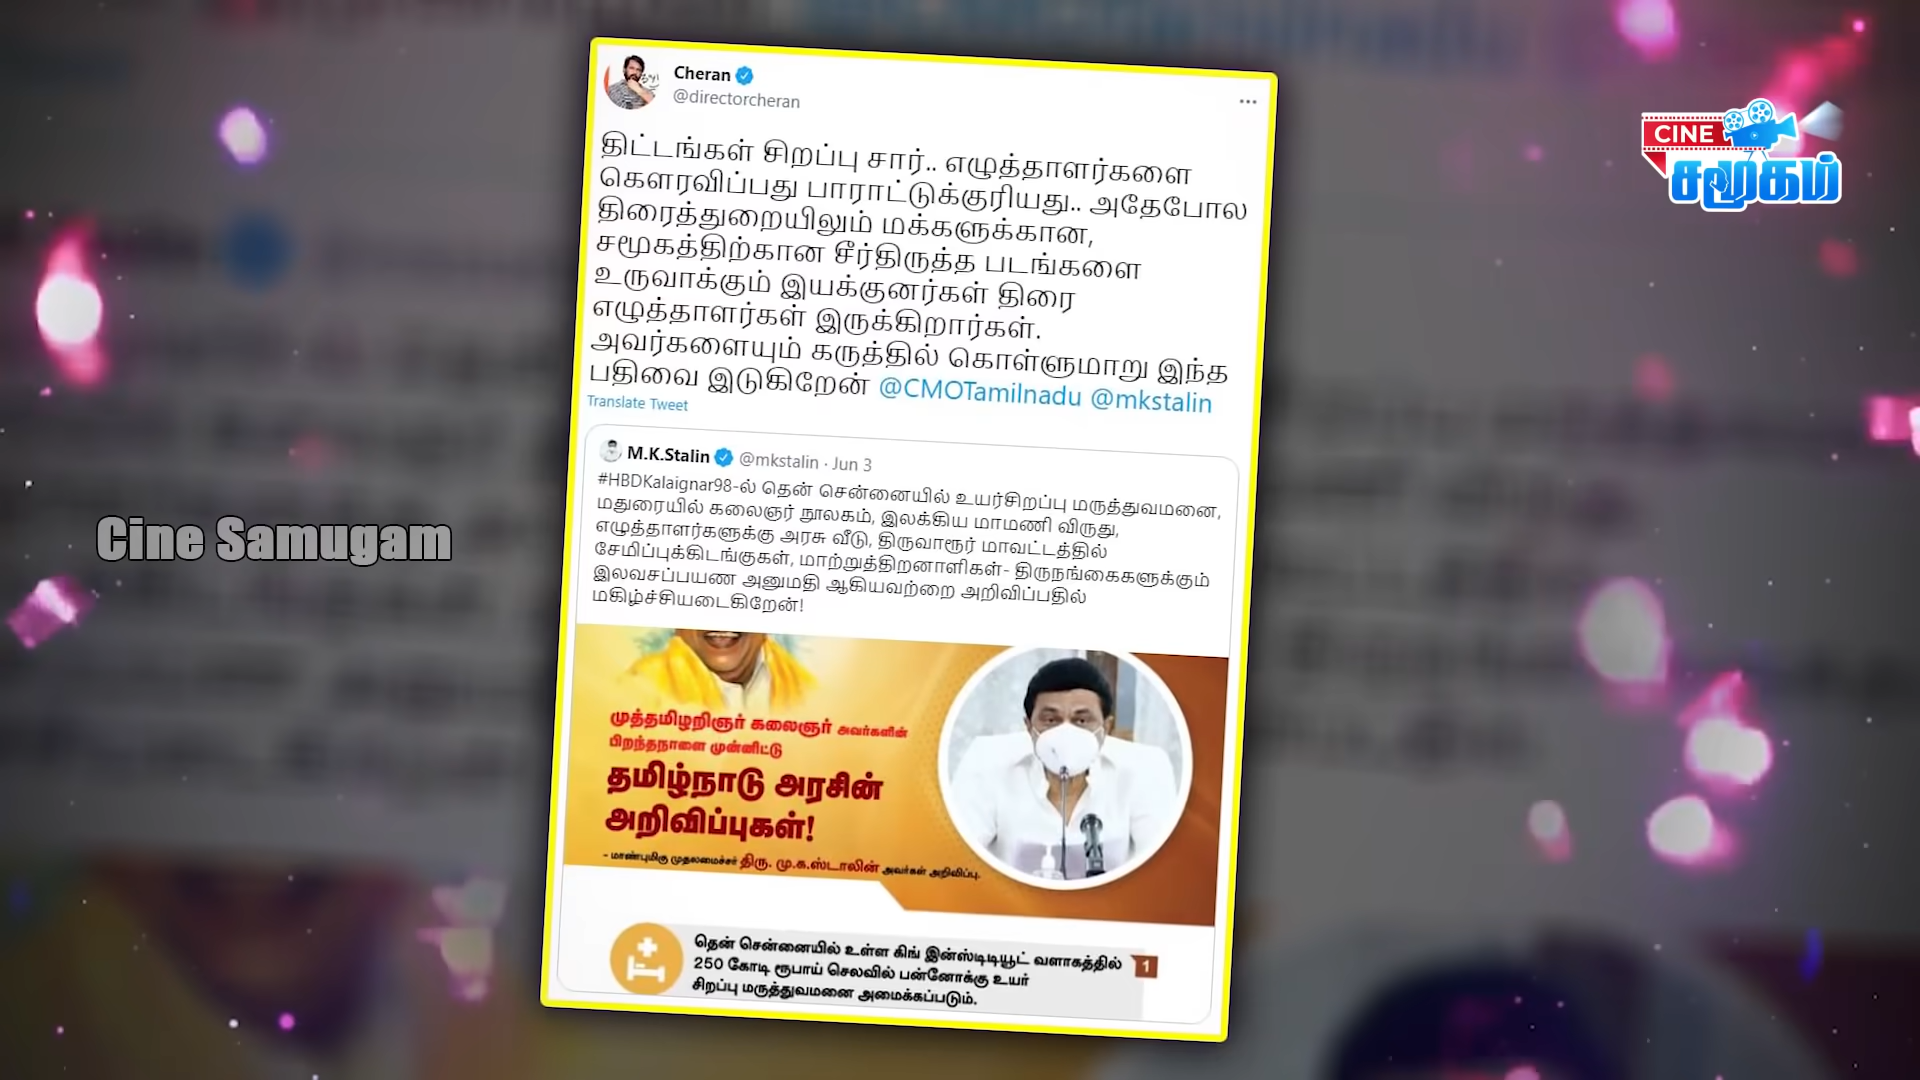 Cheran
@directorcheran
திட்டங்கள் சிறப்பு சார்.. எழுத்தாளர்களை
கௌரவிப்பது பாராட்டுக்குரியது.. அதேபோல
திரைத்துறையிலும் மக்களுக்கான,
சமூகத்திற்கான சீர்திருத்த படங்களை
உருவாக்கும் இயக்குனர்கள் திரை
எழுத்தாளர்கள் இருக்கிறார்கள்.
அவர்களையும் கருத்தில் கொள்ளுமாறு இந்த
பதிவை இடுகிறேன் @CMOTamilnadu @mkstalin
Translate Tweet
M.K.Stalin @mkstalin · Jun 3
#HBDKalaignar98-ல் தென் சென்னையில் உயர்சிறப்பு மருத்துவமனை,
மதுரையில் கலைஞர் நூலகம், இலக்கிய மாமணி விருது,
எழுத்தாளர்களுக்கு அரசு வீடு, திருவாரூர் மாவட்டத்தில்
சேமிப்புக்கிடங்குகள், மாற்றுத்திறனாளிகள்- திருநங்கைகளுக்கும்
இலவசப்பயண அனுமதி ஆகியவற்றை அறிவிப்பதில்
மகிழ்ச்சியடைகிறேன்!
முத்தமிழறிஞர் கலைஞர் அவர்களின்
பிறந்தநாளை முன்னிட்டு
தமிழ்நாடு அரசின்
அறிவிப்புகள்!
- மாண்புமிகு முதலமைச்சர் திரு. மு.க.ஸ்டாலின் அவர்கள் அறிவிப்பு.
தென் சென்னையில் உள்ள கிங் இன்ஸ்டிடியூட் வளாகத்தில்
250 கோடி ரூபாய் செலவில் பன்னோக்கு உயர்
சிறப்பு மருத்துவமனை அமைக்கப்படும்.
1
CINE
சமூகம்
Cine Samugam